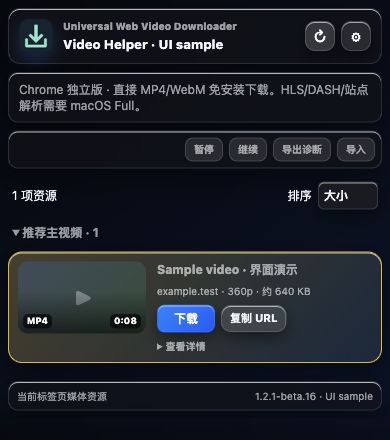 Universal Web Video Downloader
Video Helper · UI sample
Chrome 独立版 · 直接 MP4/WebM 免安装下载。HLS/DASH/站点
解析需要 macOS Full。
暂停 继续 导出诊断 导入
1 项资源 排序 大小
▼推荐主视频 · 1
Sample video · 界面演示
example.test · 360p · 约 640 KB
MP4 0:08 下载 复制 URL
▶ 查看详情
当前标签页媒体资源 1.2.1-beta.16 · UI sample